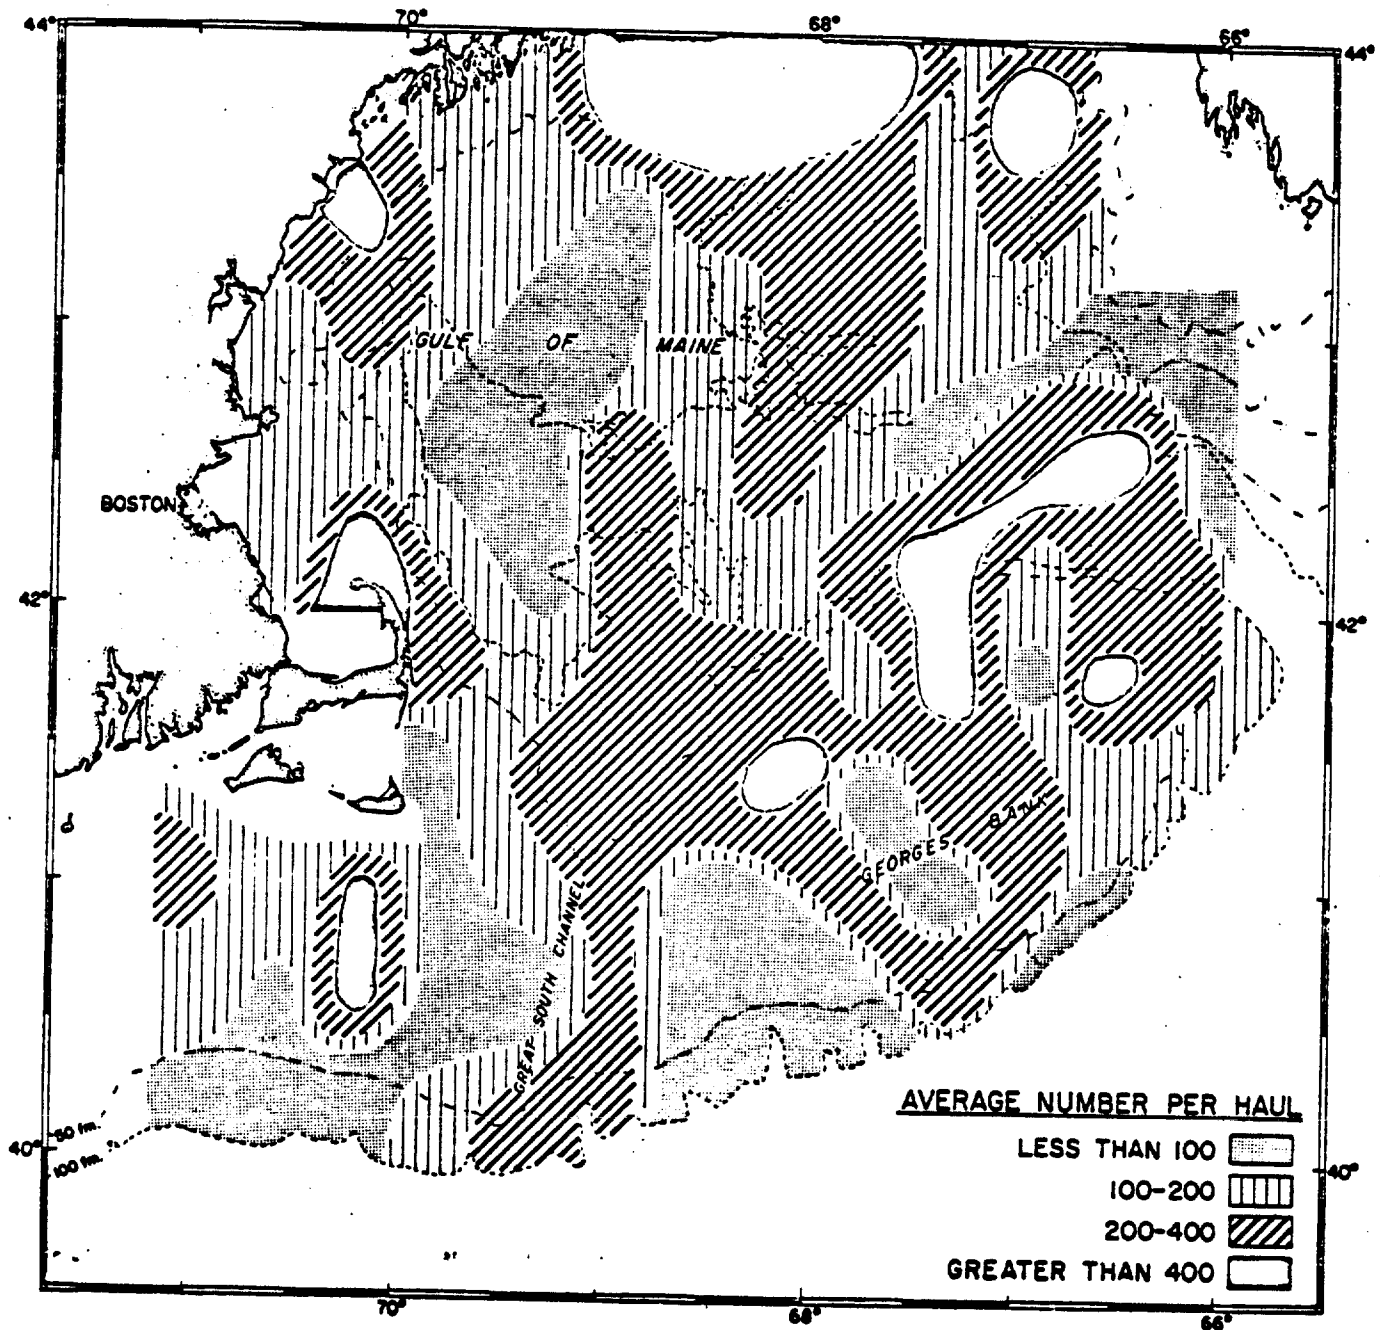 70° 68° 66°
44° 44°
GULF OF MAINE
BOSTON
42° 42°
GEORGES BANK
GREAT SOUTH CHANNEL
50 fm.
100 fm.
40° 40°
AVERAGE NUMBER PER HAUL
LESS THAN 100
100-200
200-400
GREATER THAN 400
70° 68° 66°